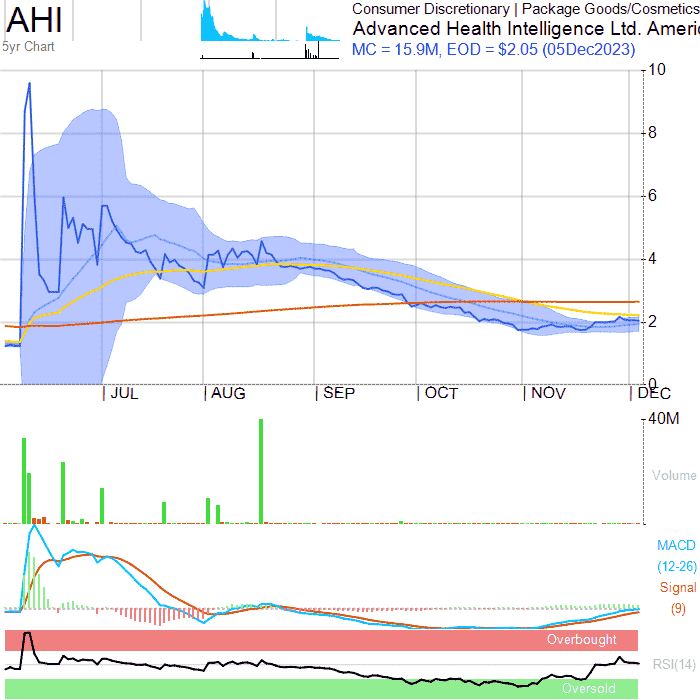 AHI
5yr Chart
Consumer Discretionary | Package Goods/Cosmetics
Advanced Health Intelligence Ltd. Ameri
MC = 15.9M, EOD = $2.05 (05Dec2023)
10
8
6
4
2
0
JUL
AUG
SEP
OCT
NOV
DEC
40M
Volume
MACD
(12-26)
Signal
(9)
Overbought
RSI(14)
Oversold